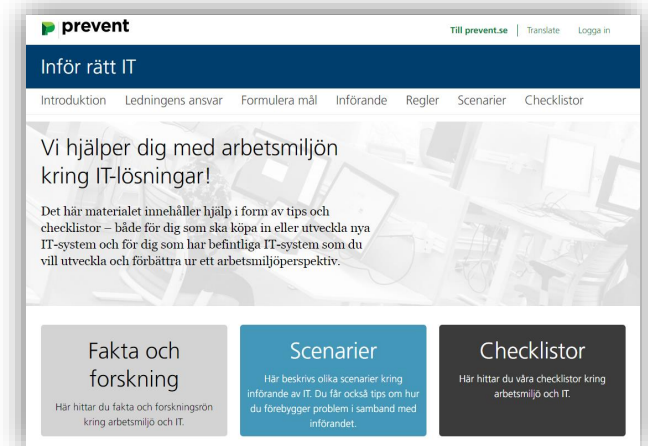 prevent
Till prevent.se | Translate Logga in
Inför rätt IT
Introduktion Ledningens ansvar Formulera mål Införande Regler Scenarier Checklistor
Vi hjälper dig med arbetsmiljön
kring IT-lösningar!
Det här materialet innehåller hjälp i form av tips och
checklistor – både för dig som ska köpa in eller utveckla nya
IT-system och för dig som har befintliga IT-system som du
vill utveckla och förbättra ur ett arbetsmiljöperspektiv.
Fakta och
forskning
Här hittar du fakta och forskningsrön
kring arbetsmiljö och IT.
Scenarier
Här beskrivs olika scenarier kring
införande av IT. Du får också tips om hur
du förebygger problem i samband med
införandet.
Checklistor
Här hittar du våra checklistor kring
arbetsmiljö och IT.